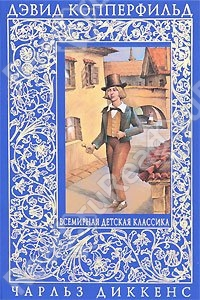 ДЭВИД КОППЕРФИЛЬД
ВСЕМИРНАЯ ДЕТСКАЯ КЛАССИКА
ЧАРЛЬЗ ДИККЕНС